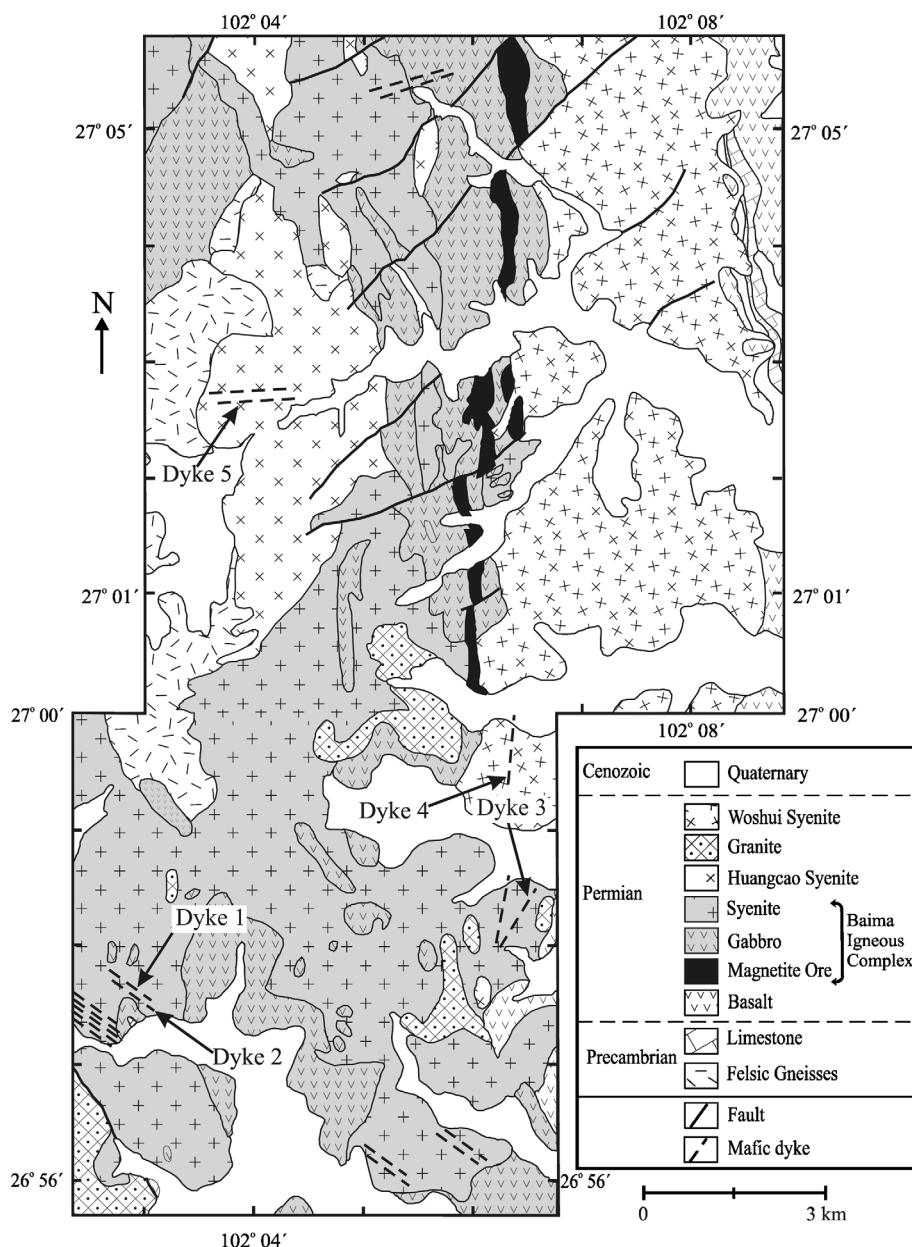 102° 04′ 102° 08′
27° 05′ 27° 05′
N
Dyke 5
27° 01′ 27° 01′
27° 00′ 27° 00′
102° 08′
Dyke 4 Dyke 3
Dyke 1
Dyke 2
26° 56′ 26° 56′
102° 04′
Cenozoic
Quaternary
Permian
Woshui Syenite
Granite
Huangcao Syenite
Syenite
Gabbro
Magnetite Ore
Baima
Igneous
Complex
Basalt
Precambrian
Limestone
Felsic Gneisses
Fault
Mafic dyke
0 3 km